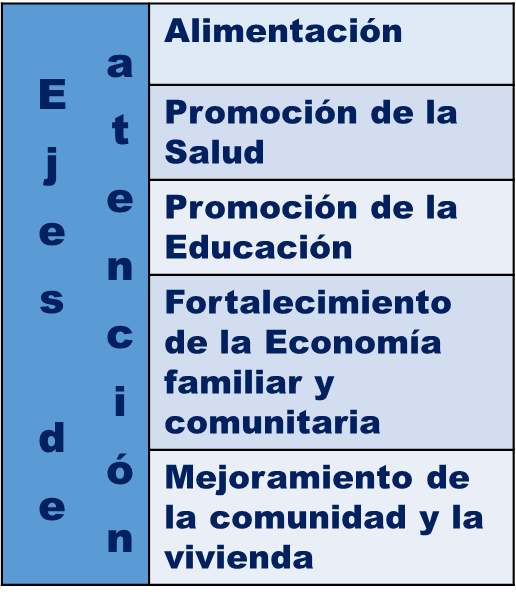 Ejes de
atención
Alimentación
Promoción de la
Salud
Promoción de la
Educación
Fortalecimiento
de la Economía
familiar y
comunitaria
Mejoramiento de
la comunidad y la
vivienda